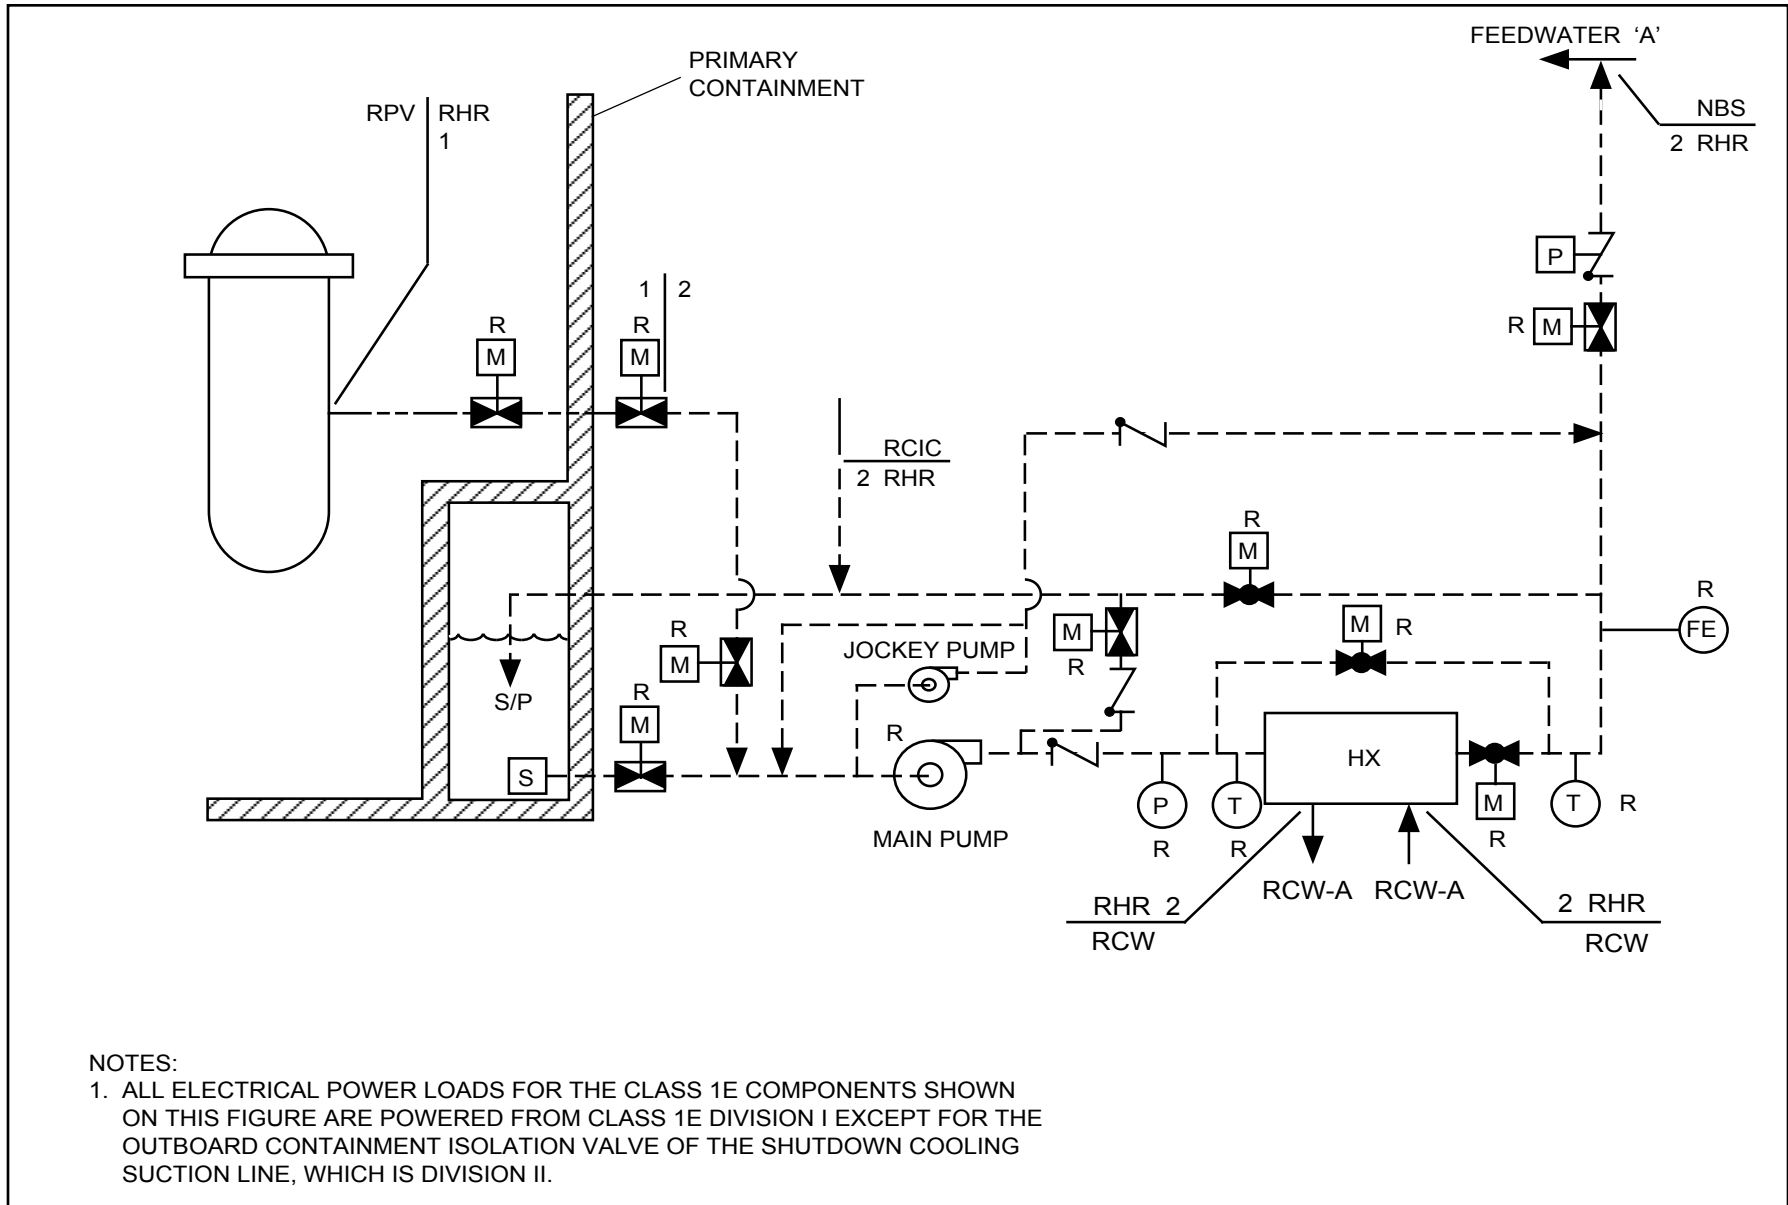 FEEDWATER ‘A’
PRIMARY
CONTAINMENT
RPV RHR
1
NBS
2 RHR
P
R M
1 2
R R
M M
RCIC
2 RHR
R
M
M R
R
FE
M
R
R
M
JOCKEY PUMP
S/P
R
M
R
S
HX
M
R
P
R
T
R
T R
MAIN PUMP
RCW-A RCW-A
RHR 2
RCW
2 RHR
RCW
NOTES:
1. ALL ELECTRICAL POWER LOADS FOR THE CLASS 1E COMPONENTS SHOWN
ON THIS FIGURE ARE POWERED FROM CLASS 1E DIVISION I EXCEPT FOR THE
OUTBOARD CONTAINMENT ISOLATION VALVE OF THE SHUTDOWN COOLING
SUCTION LINE, WHICH IS DIVISION II.